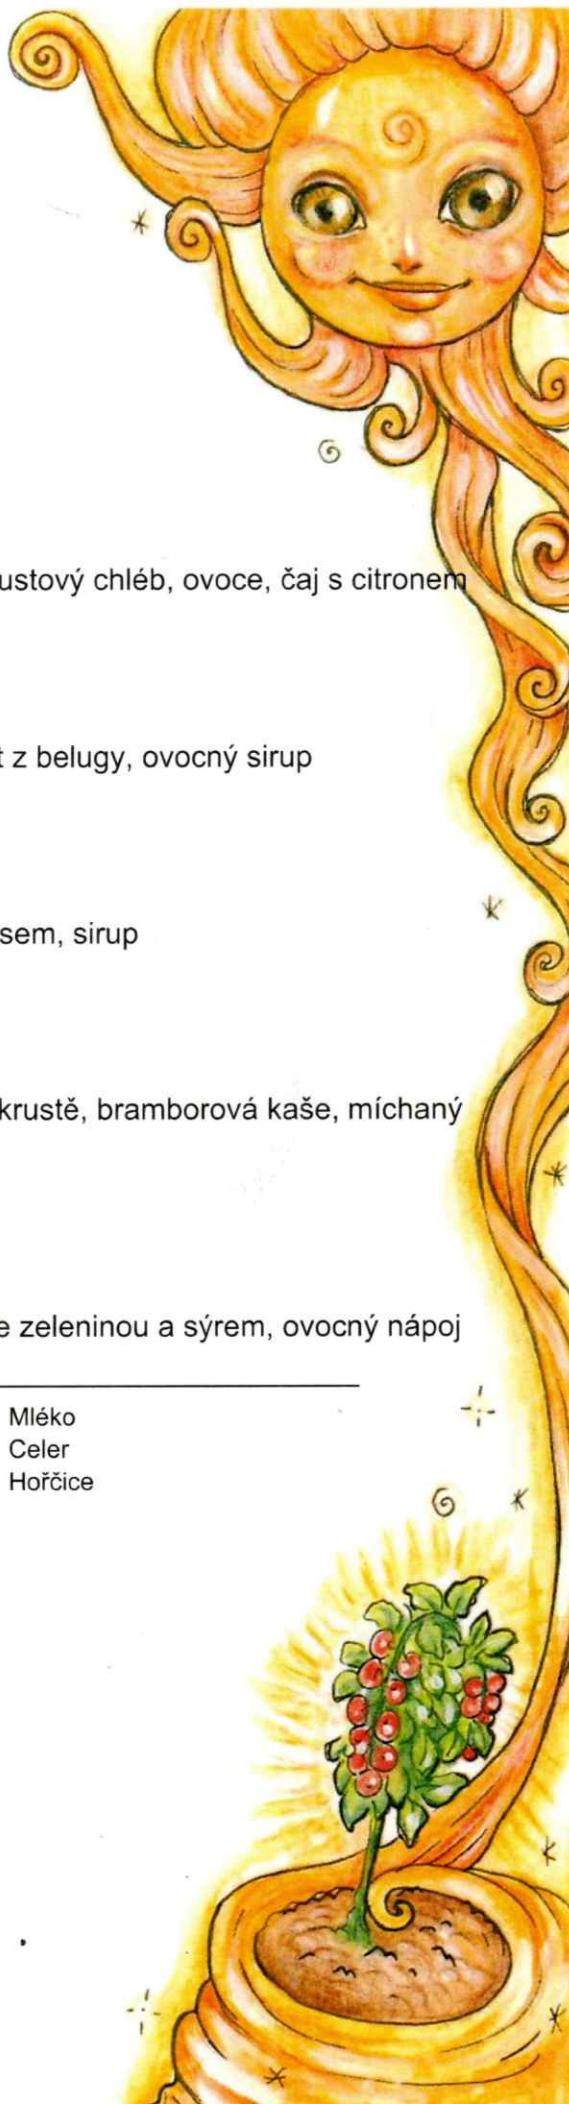 ustový chléb, ovoce, čaj s citronem
t z belugy, ovocný sirup
sem, sirup
krustě, bramborová kaše, míchaný
e zeleninou a sýrem, ovocný nápoj
Mléko
Celer
Hořčice